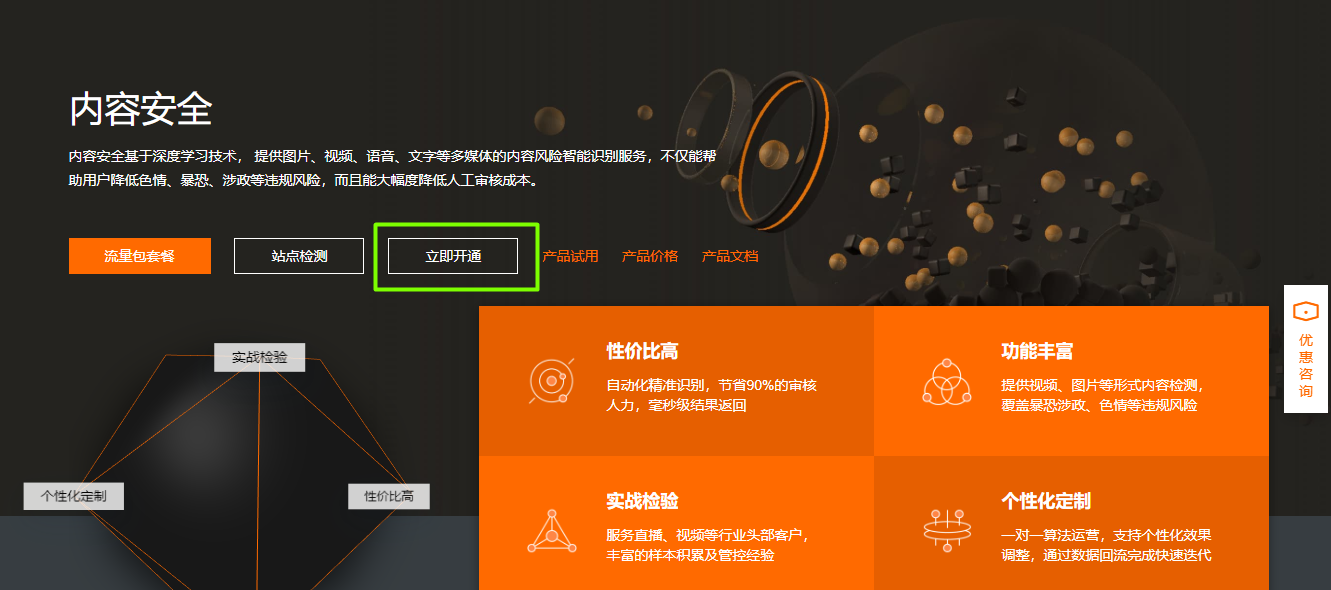 内容安全
内容安全基于深度学习技术， 提供图片、视频、语音、文字等多媒体的内容风险智能识别服务，不仅能帮
助用户降低色情、暴恐、涉政等违规风险，而且能大幅度降低人工审核成本。
流量包套餐 站点检测 立即开通 产品试用 产品价格 产品文档
实战检验
个性化定制
性价比高
性价比高
自动化精准识别，节省90%的审核
人力，毫秒级结果返回
功能丰富
提供视频、图片等形式内容检测，
覆盖暴恐涉政、色情等违规风险
实战检验
服务直播、视频等行业头部客户，
丰富的样本积累及管控经验
个性化定制
一对一算法运营，支持个性化效果
调整，通过数据回流完成快速迭代
优
惠
咨
询